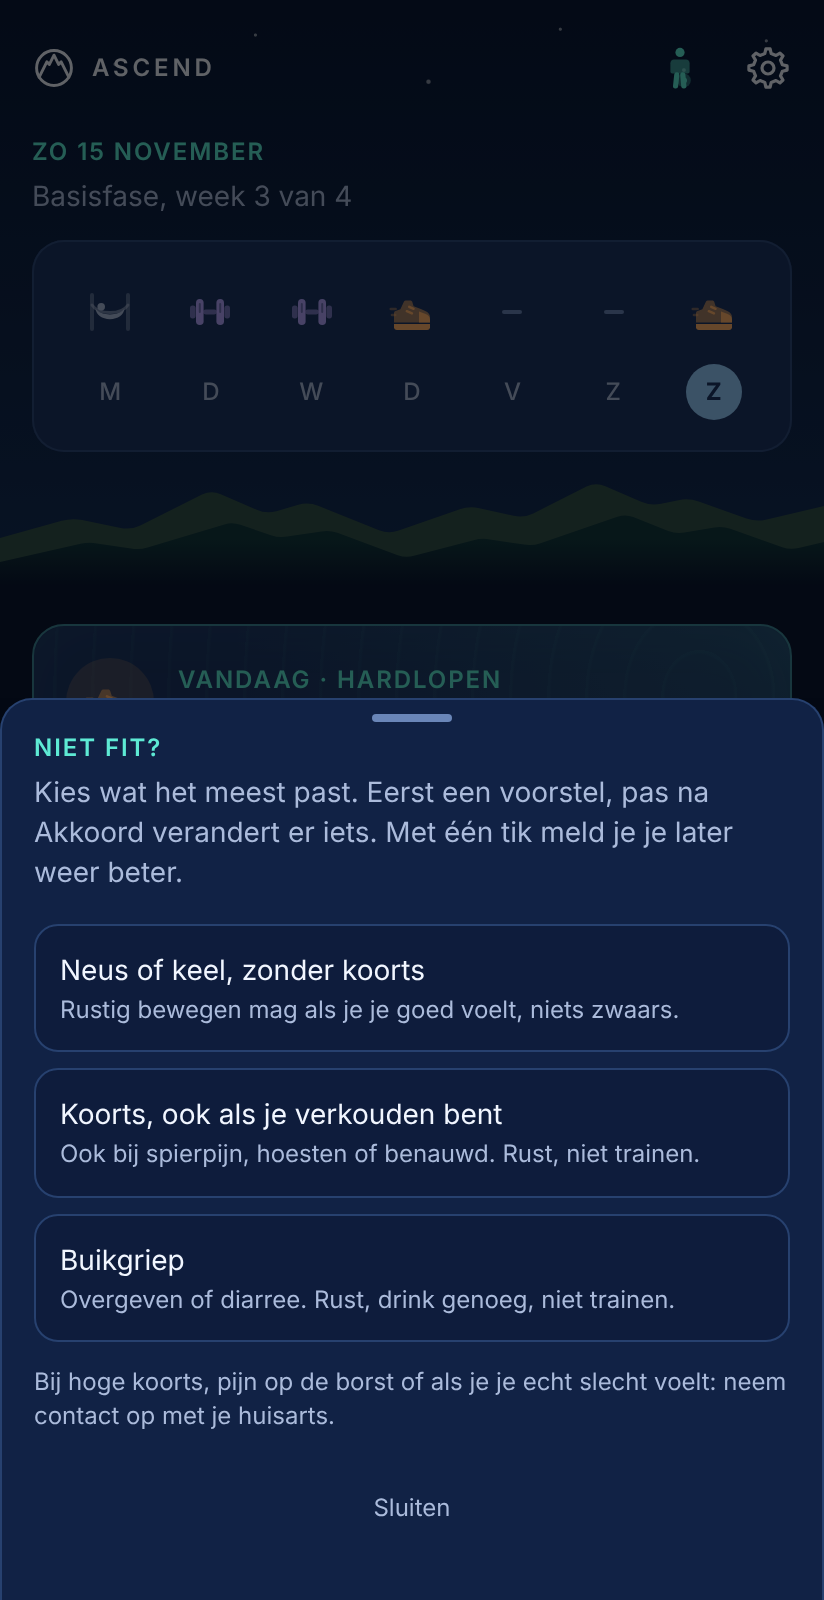 ASCEND
ZO 15 NOVEMBER
Basisfase, week 3 van 4
M D W D V Z Z
VANDAAG · HARDLOPEN
NIET FIT?
Kies wat het meest past. Eerst een voorstel, pas na
Akkoord verandert er iets. Met één tik meld je je later
weer beter.
Neus of keel, zonder koorts
Rustig bewegen mag als je je goed voelt, niets zwaars.
Koorts, ook als je verkouden bent
Ook bij spierpijn, hoesten of benauwd. Rust, niet trainen.
Buikgriep
Overgeven of diarree. Rust, drink genoeg, niet trainen.
Bij hoge koorts, pijn op de borst of als je je echt slecht voelt: neem
contact op met je huisarts.
Sluiten